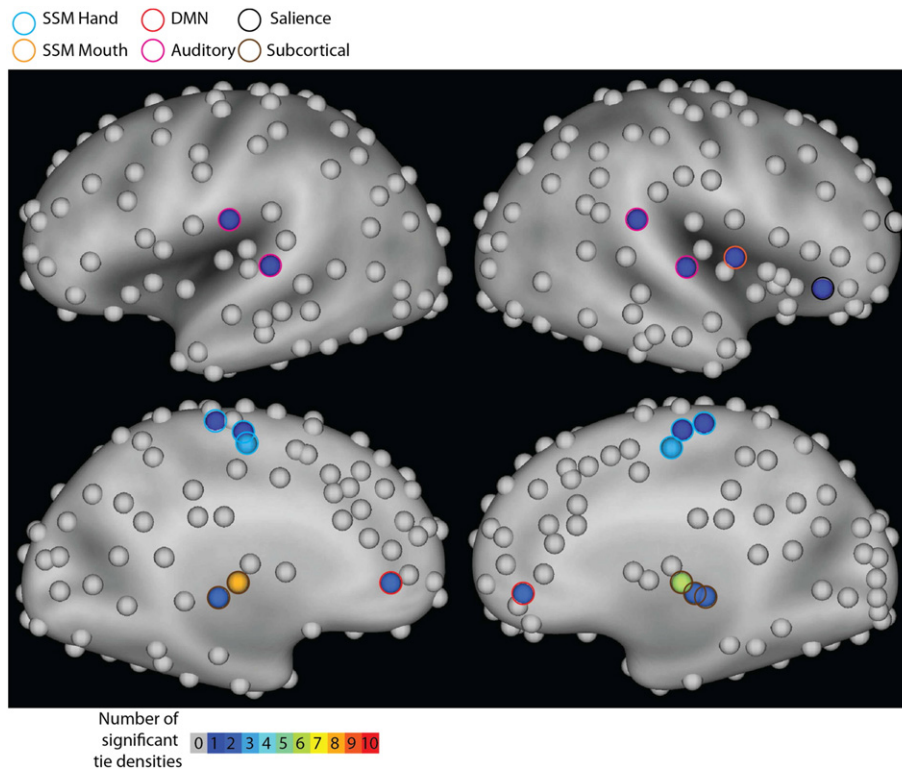 SSM Hand DMN Salience
SSM Mouth Auditory Subcortical
Number of
significant
tie densities
0 1 2 3 4 5 6 7 8 9 10